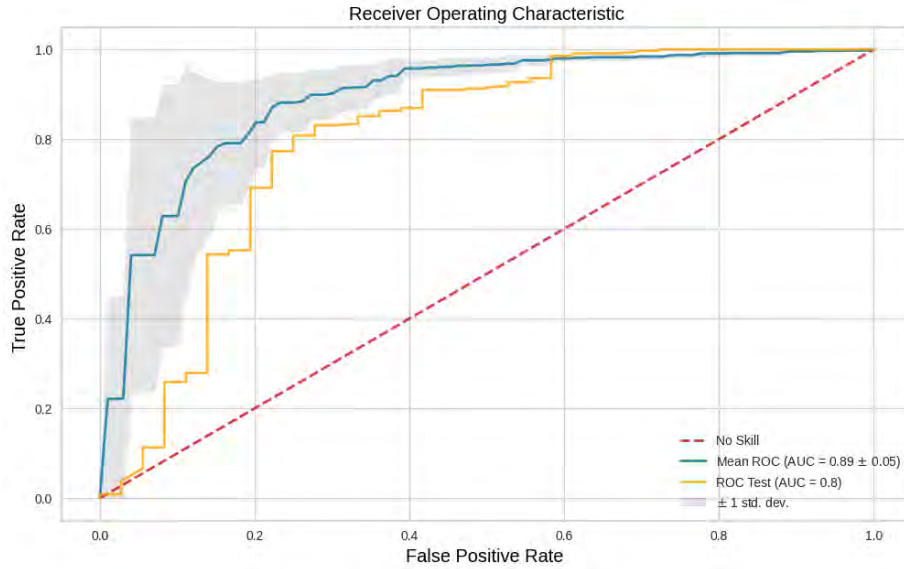 Receiver Operating Characteristic
True Positive Rate
1.0
0.8
0.6
0.4
0.2
0.0
No Skill
Mean ROC (AUC = 0.89 ± 0.05)
ROC Test (AUC = 0.8)
± 1 std. dev.
0.0 0.2 0.4 0.6 0.8 1.0
False Positive Rate